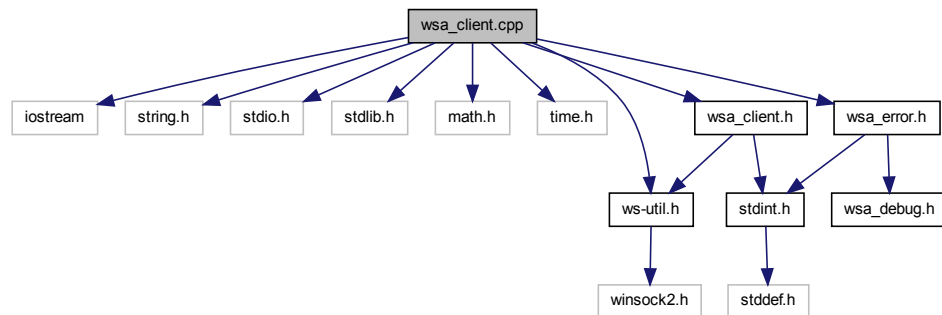 wsa_client.cpp
iostream
string.h
stdio.h
stdlib.h
math.h
time.h
wsa_client.h
wsa_error.h
ws-util.h
stdint.h
wsa_debug.h
winsock2.h
stddef.h